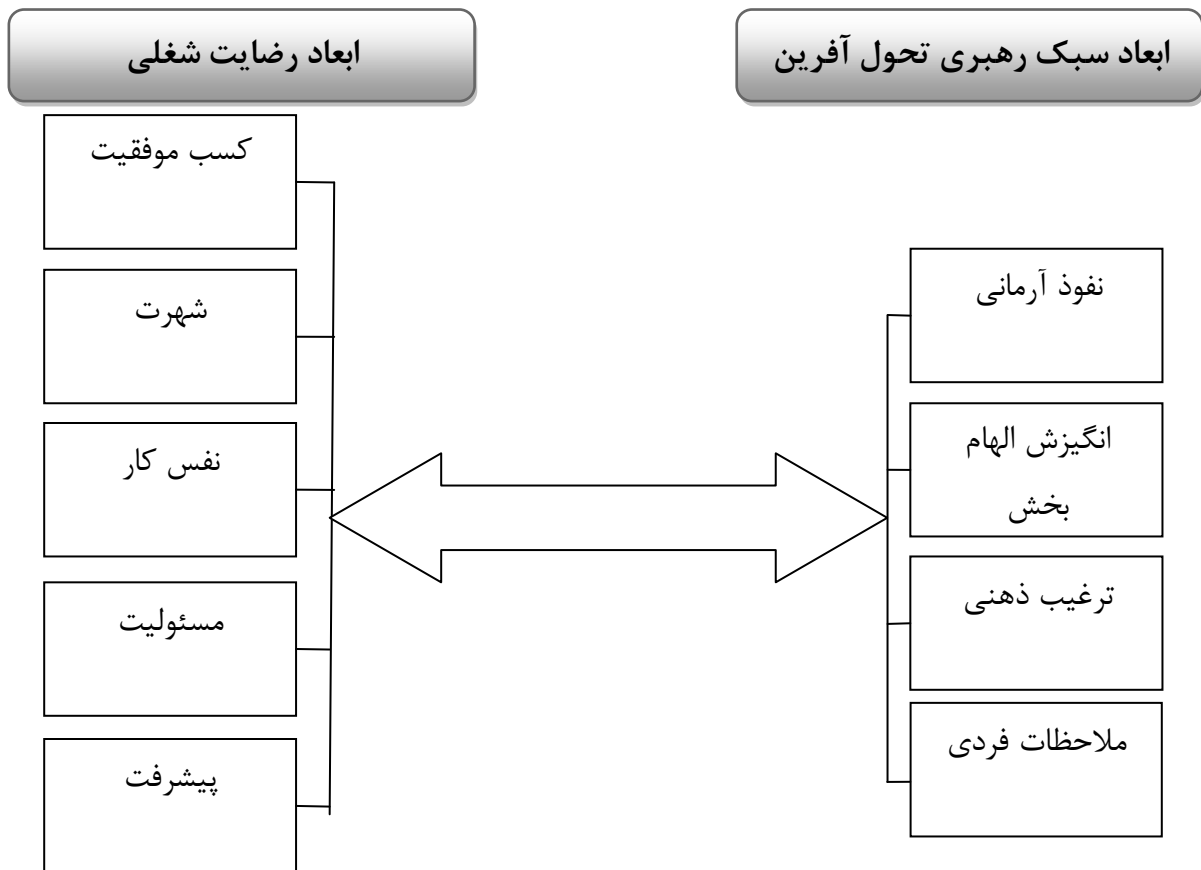 ابعاد سبک رهبری تحول آفرین
نفوذ آرمانی
انگیزش الهام
بخش
ترغیب ذهنی
ملاحظات فردی
ابعاد رضایت شغلی
کسب موفقیت
شهرت
نفس کار
مسئولیت
پیشرفت